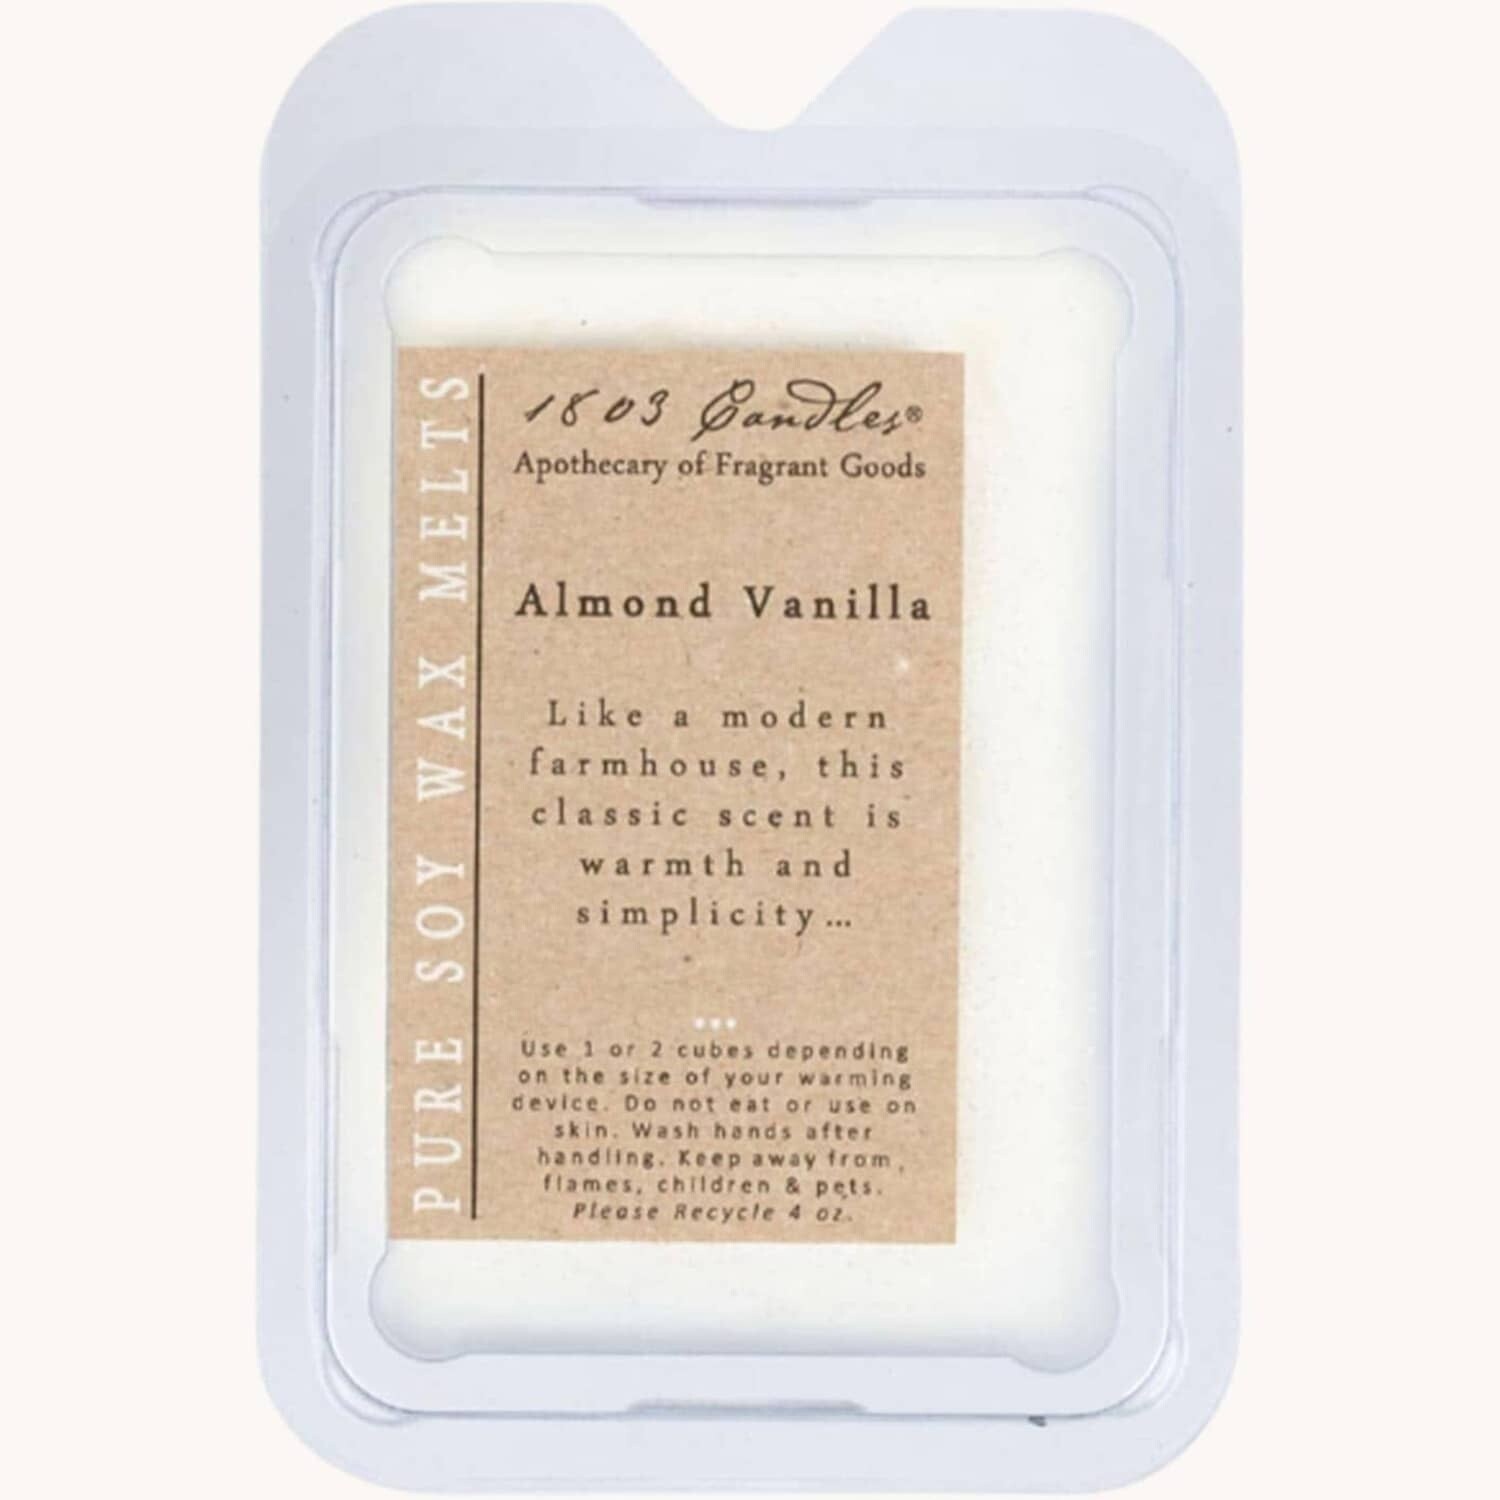 PURE SOY WAX MELTS
1803 Candles®
Apothecary of Fragrant Goods
Almond Vanilla
Like a modern
farmhouse, this
classic scent is
warmth and
simplicity...
Use 1 or 2 cubes depending
on the size of your warming
device. Do not eat or use on
skin. Wash hands after
handling. Keep away from,
flames, children & pets.
Please Recycle 4 oz.